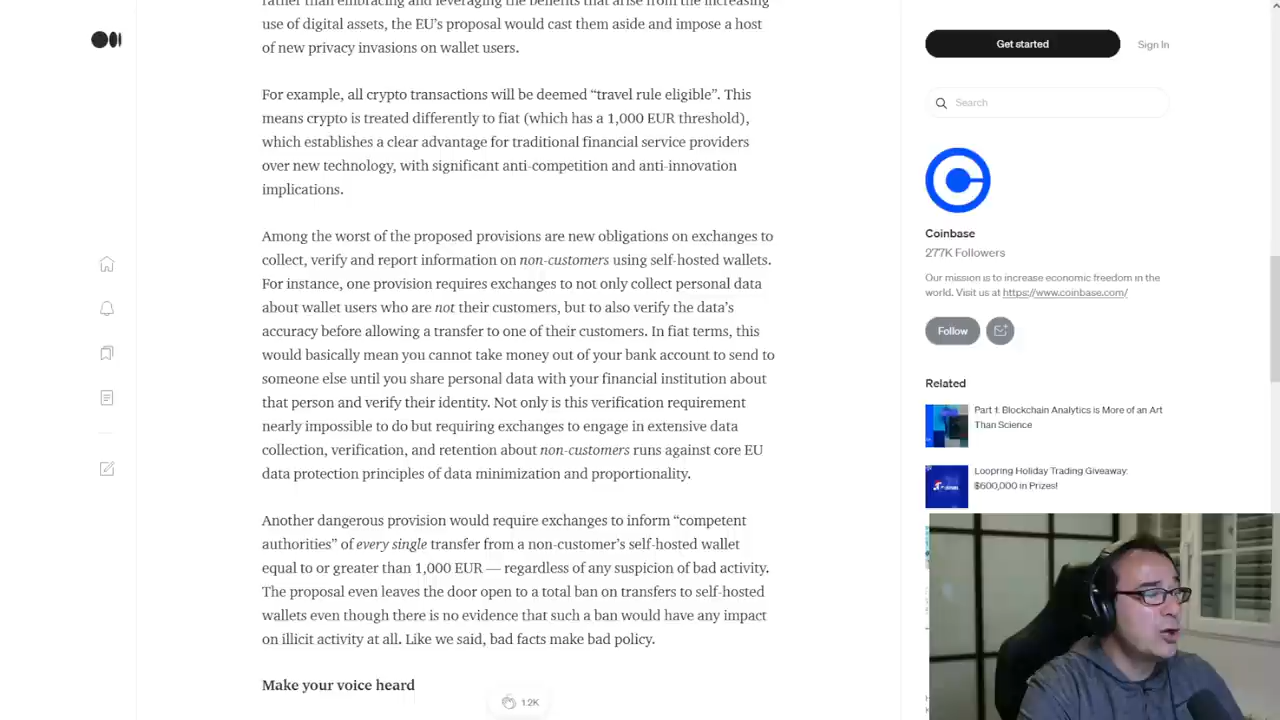 rather than embracing and leveraging the benefits that arise from the increasing
use of digital assets, the EU's proposal would cast them aside and impose a host
of new privacy invasions on wallet users.
For example, all crypto transactions will be deemed “travel rule eligible”. This
means crypto is treated differently to fiat (which has a 1,000 EUR threshold),
which establishes a clear advantage for traditional financial service providers
over new technology, with significant anti-competition and anti-innovation
implications.
Among the worst of the proposed provisions are new obligations on exchanges to
collect, verify and report information on non-customers using self-hosted wallets.
For instance, one provision requires exchanges to not only collect personal data
about wallet users who are not their customers, but to also verify the data's
accuracy before allowing a transfer to one of their customers. In fiat terms, this
would basically mean you cannot take money out of your bank account to send to
someone else until you share personal data with your financial institution about
that person and verify their identity. Not only is this verification requirement
nearly impossible to do but requiring exchanges to engage in extensive data
collection, verification, and retention about non-customers runs against core EU
data protection principles of data minimization and proportionality.
Another dangerous provision would require exchanges to inform “competent
authorities” of every single transfer from a non-customer's self-hosted wallet
equal to or greater than 1,000 EUR — regardless of any suspicion of bad activity.
The proposal even leaves the door open to a total ban on transfers to self-hosted
wallets even though there is no evidence that such a ban would have any impact
on illicit activity at all. Like we said, bad facts make bad policy.
Make your voice heard
1.2K
Get started
Sign In
Search
Coinbase
277K Followers
Our mission is to increase economic freedom in the
world. Visit us at https://www.coinbase.com/
Follow
Related
Part 1: Blockchain Analytics is More of an Art
Than Science
Loopring Holiday Trading Giveaway:
$600,000 in Prizes!